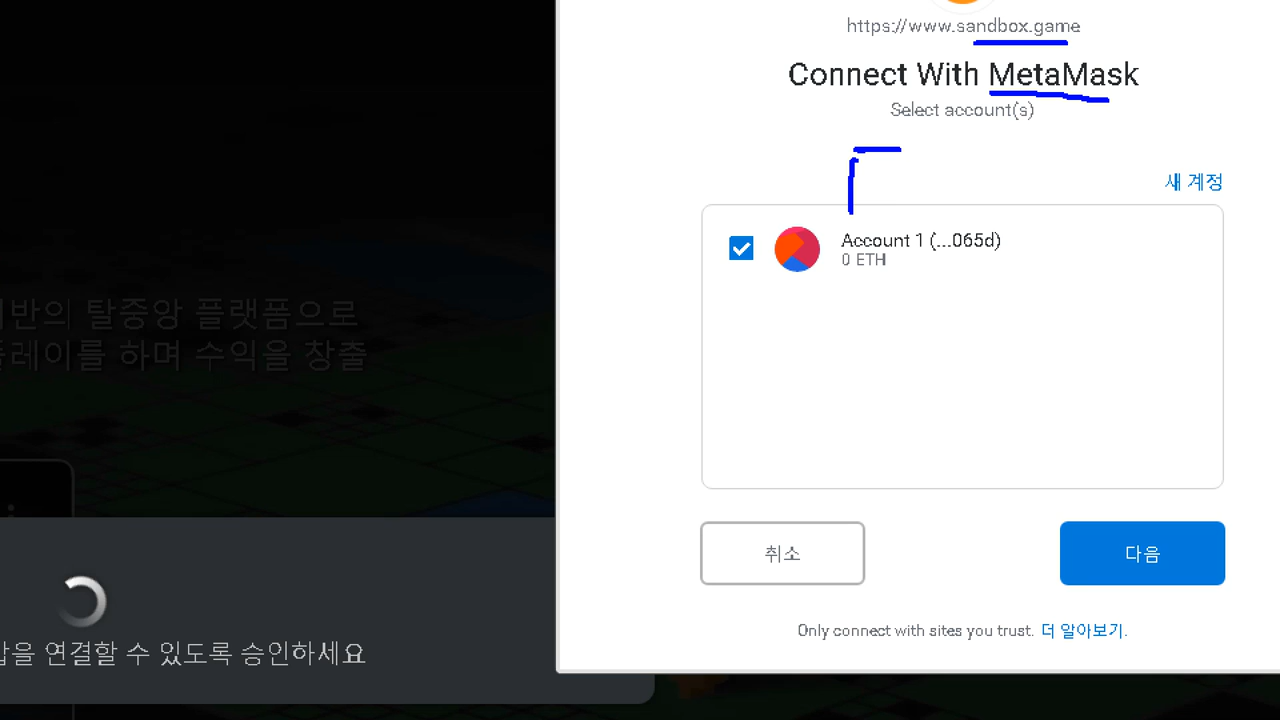 https://www.sandbox.game
Connect With MetaMask
Select account(s)
새 계정
Account 1 (...065d)
0 ETH
반의 탈중앙 플랫폼으로
플레이를 하며 수익을 창출
취소
다음
을 연결할 수 있도록 승인하세요
Only connect with sites you trust. 더 알아보기.